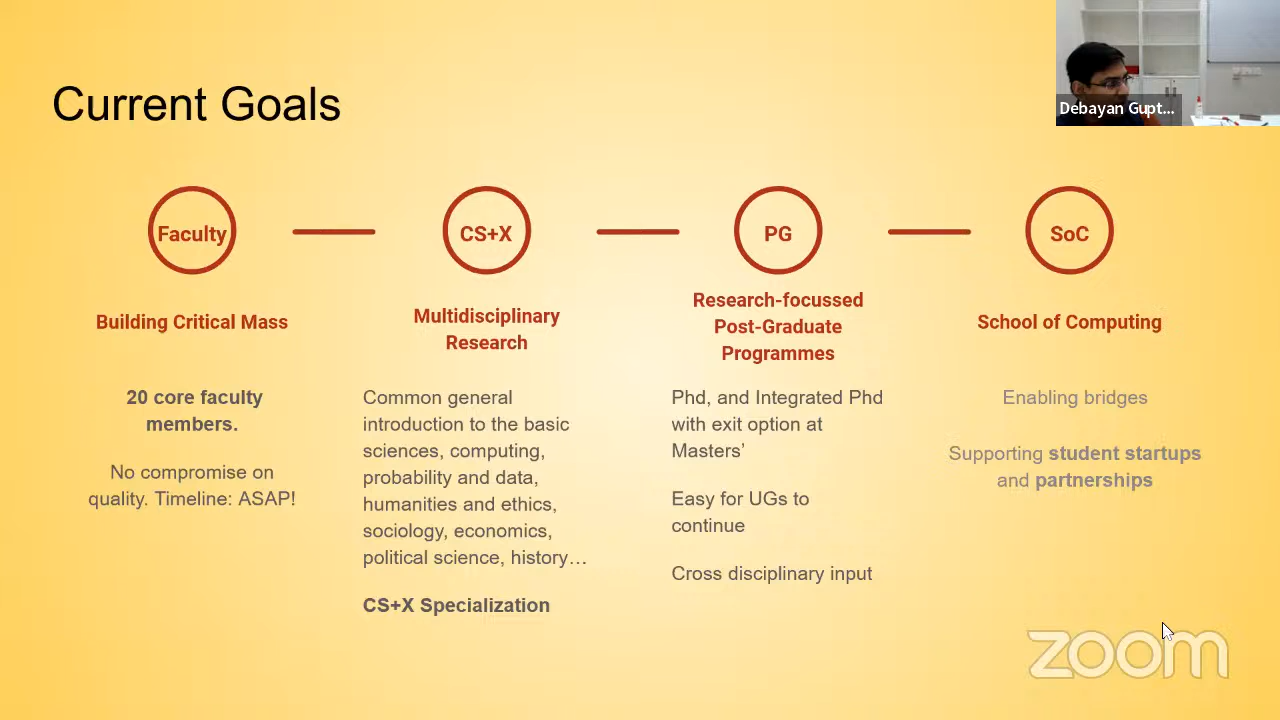 Current Goals
Debayan Gupt...
Faculty
Building Critical Mass
20 core faculty
members.
No compromise on
quality. Timeline: ASAP!
CS+X
Multidisciplinary
Research
Common general
introduction to the basic
sciences, computing,
probability and data,
humanities and ethics,
sociology, economics,
political science, history…
CS+X Specialization
PG
Research-focussed
Post-Graduate
Programmes
Phd, and Integrated Phd
with exit option at
Masters’
Easy for UGs to
continue
Cross disciplinary input
SoC
School of Computing
Enabling bridges
Supporting student startups
and partnerships
zoom